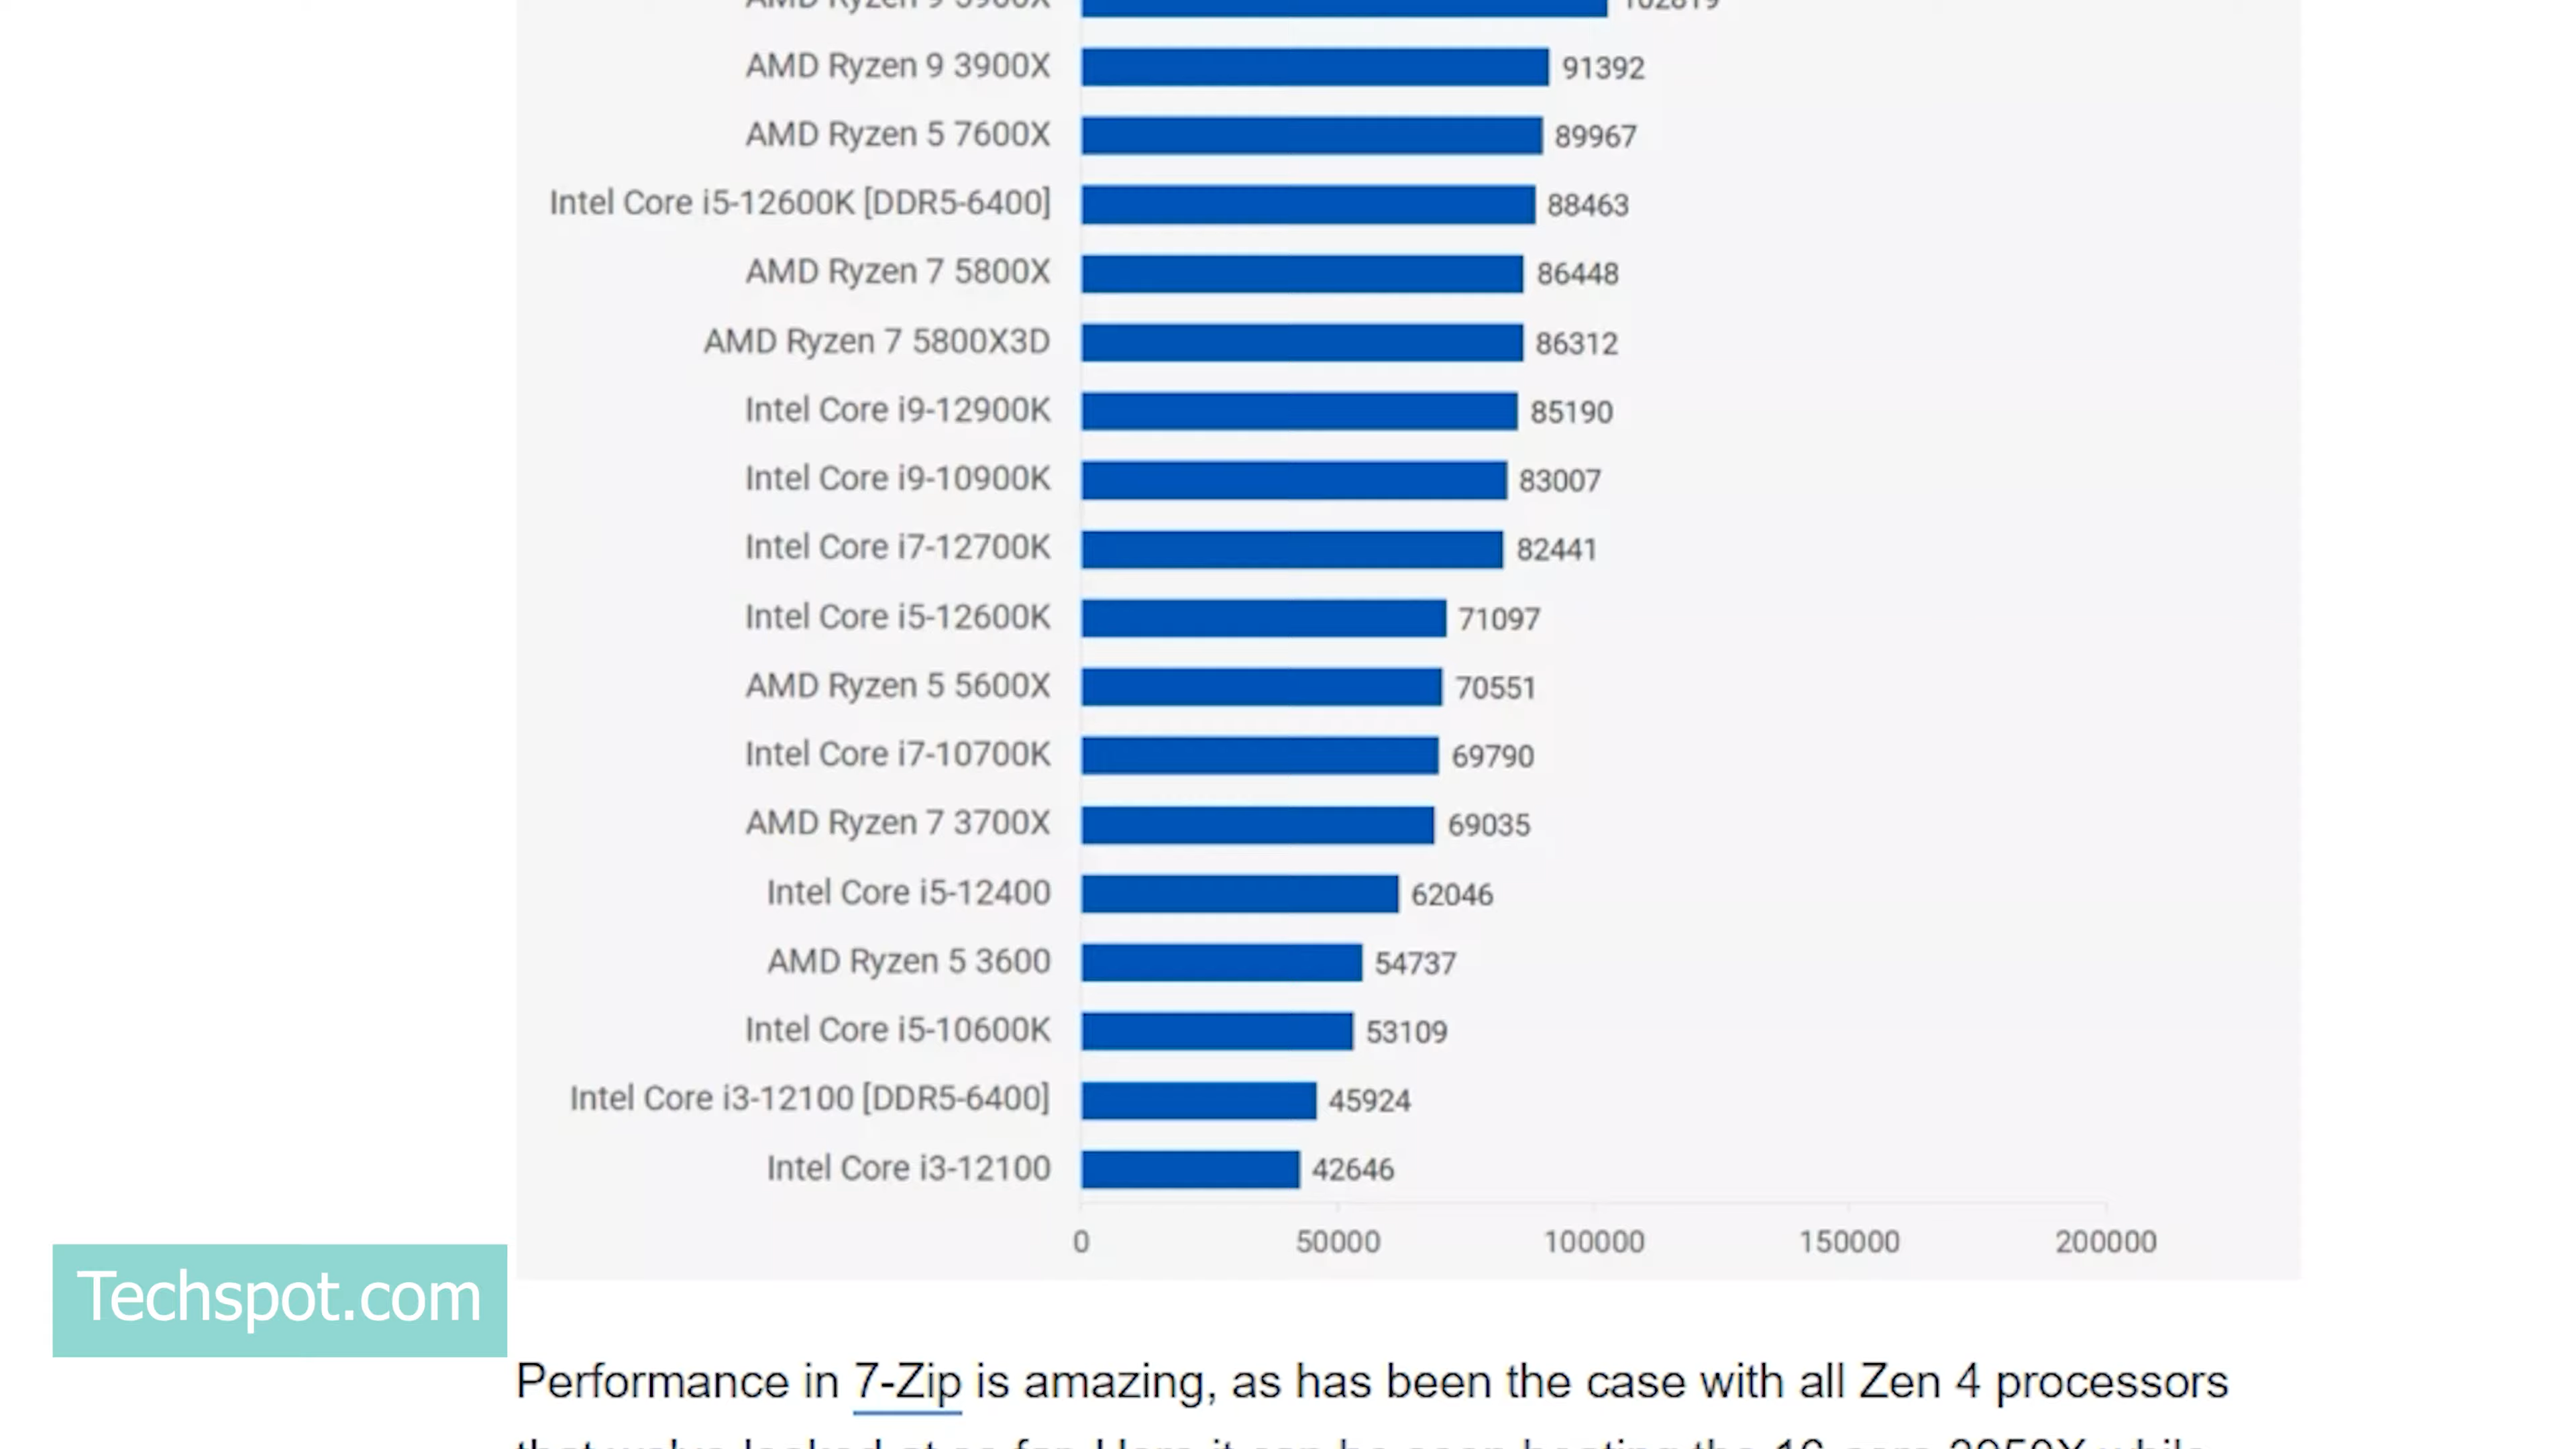 AMD Ryzen 9 3900X 91392
AMD Ryzen 5 7600X 89967
Intel Core i5-12600K [DDR5-6400] 88463
AMD Ryzen 7 5800X 86448
AMD Ryzen 7 5800X3D 86312
Intel Core i9-12900K 85190
Intel Core i9-10900K 83007
Intel Core i7-12700K 82441
Intel Core i5-12600K 71097
AMD Ryzen 5 5600X 70551
Intel Core i7-10700K 69790
AMD Ryzen 7 3700X 69035
Intel Core i5-12400 62046
AMD Ryzen 5 3600 54737
Intel Core i5-10600K 53109
Intel Core i3-12100 [DDR5-6400] 45924
Intel Core i3-12100 42646
0 50000 100000 150000 200000
Techspot.com
Performance in 7-Zip is amazing, as has been the case with all Zen 4 processors